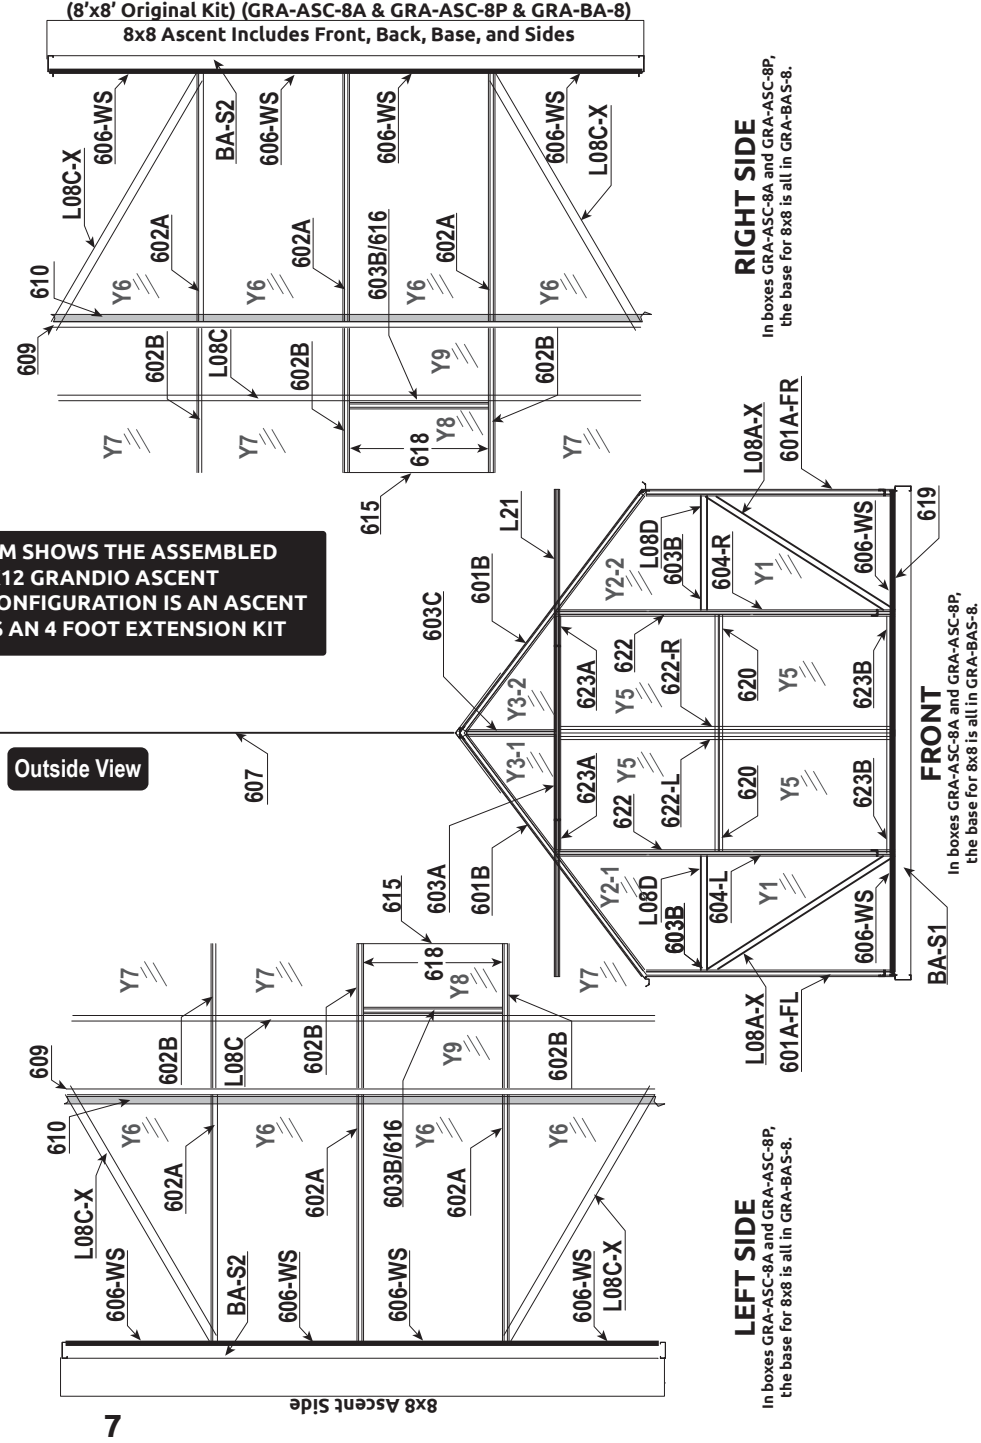 (8’x8’ Original Kit) (GRA-ASC-8A & GRA-ASC-8P & GRA-BA-8)
8x8 Ascent Includes Front, Back, Base, and Sides
606-WS
BA-S2
606-WS
606-WS
606-WS
L08C-X
L08C-X
602A
602A
603B/616
602A
610
Y6
Y6
Y6
Y6
609
602B
L08C
602B
Y9
602B
Y7
Y7
618
Y8
Y7
615
RIGHT SIDE
In boxes GRA-ASC-8A and GRA-ASC-8P,
the base for 8x8 is all in GRA-BAS-8.
M SHOWS THE ASSEMBLED
12 GRANDIO ASCENT
ONFIGURATION IS AN ASCENT
S AN 4 FOOT EXTENSION KIT
Outside View
607
603C
601B
L21
L08A-X
601A-FR
Y2-2
L08D
603B
604-R
Y1
606-WS
619
Y3-2
623A
622
Y5
622-R
620
Y5
623B
Y3-1
623A
622
Y5
622-L
620
Y5
623B
615
603A
601B
Y2-1
L08D
603B
604-L
Y1
606-WS
BA-S1
L08A-X
601A-FL
FRONT
In boxes GRA-ASC-8A and GRA-ASC-8P,
the base for 8x8 is all in GRA-BAS-8.
Y7
Y7
618
Y8
Y7
609
602B
L08C
602B
Y9
602B
610
Y6
Y6
Y6
Y6
L08C-X
602A
602A
603B/616
602A
606-WS
BA-S2
606-WS
606-WS
606-WS
L08C-X
LEFT SIDE
In boxes GRA-ASC-8A and GRA-ASC-8P,
the base for 8x8 is all in GRA-BAS-8.
8x8 Ascent Side
7